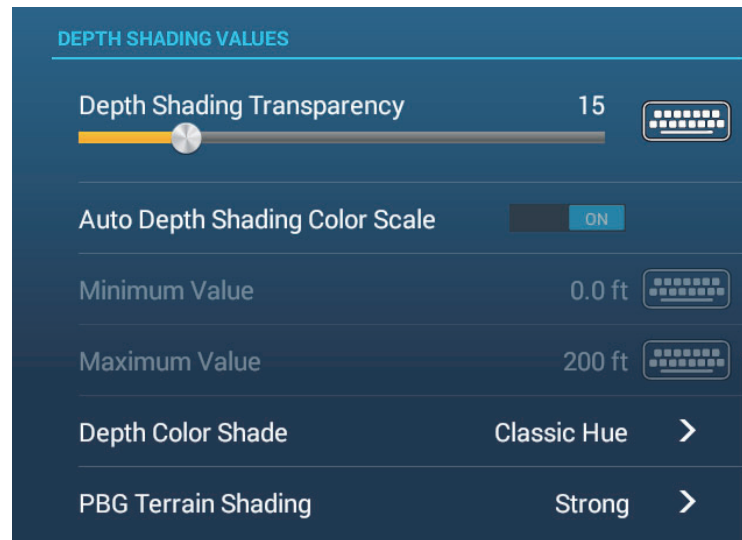 DEPTH SHADING VALUES
Depth Shading Transparency 15
Auto Depth Shading Color Scale ON
Minimum Value 0.0 ft
Maximum Value 200 ft
Depth Color Shade Classic Hue
PBG Terrain Shading Strong